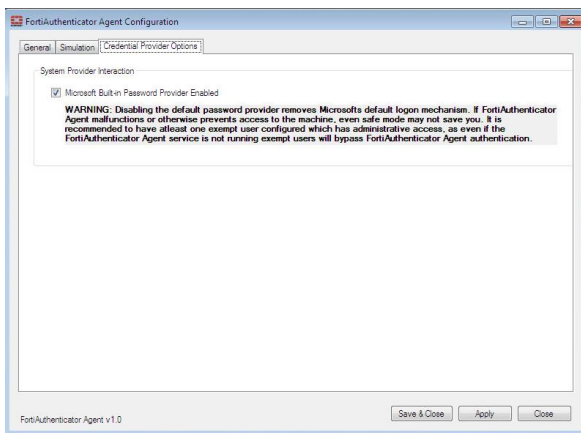 FortiAuthenticator Agent Configuration
General Simulation Credential Provider Options
System Provider Interaction
Microsoft Built-in Password Provider Enabled
WARNING: Disabling the default password provider removes Microsofts default logon mechanism. If FortiAuthenticator
Agent malfunctions or otherwise prevents access to the machine, even safe mode may not save you. It is
recommended to have atleast one exempt user configured which has administrative access, as even if the
FortiAuthenticator Agent service is not running exempt users will bypass FortiAuthenticator Agent authentication.
FortiAuthenticator Agent v1.0
Save & Close Apply Close